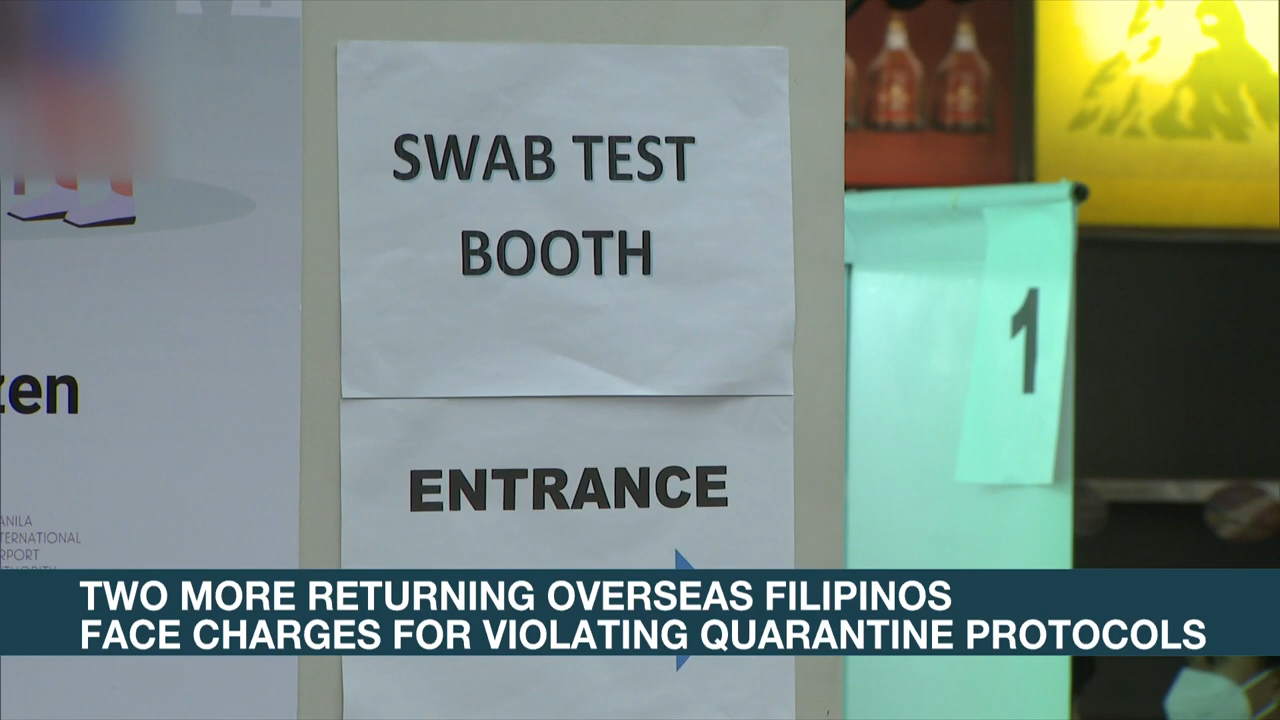 SWAB TEST
BOOTH
ENTRANCE
1
zen
ANILA
TERNATIONAL
RPORT
TWO MORE RETURNING OVERSEAS FILIPINOS
FACE CHARGES FOR VIOLATING QUARANTINE PROTOCOLS